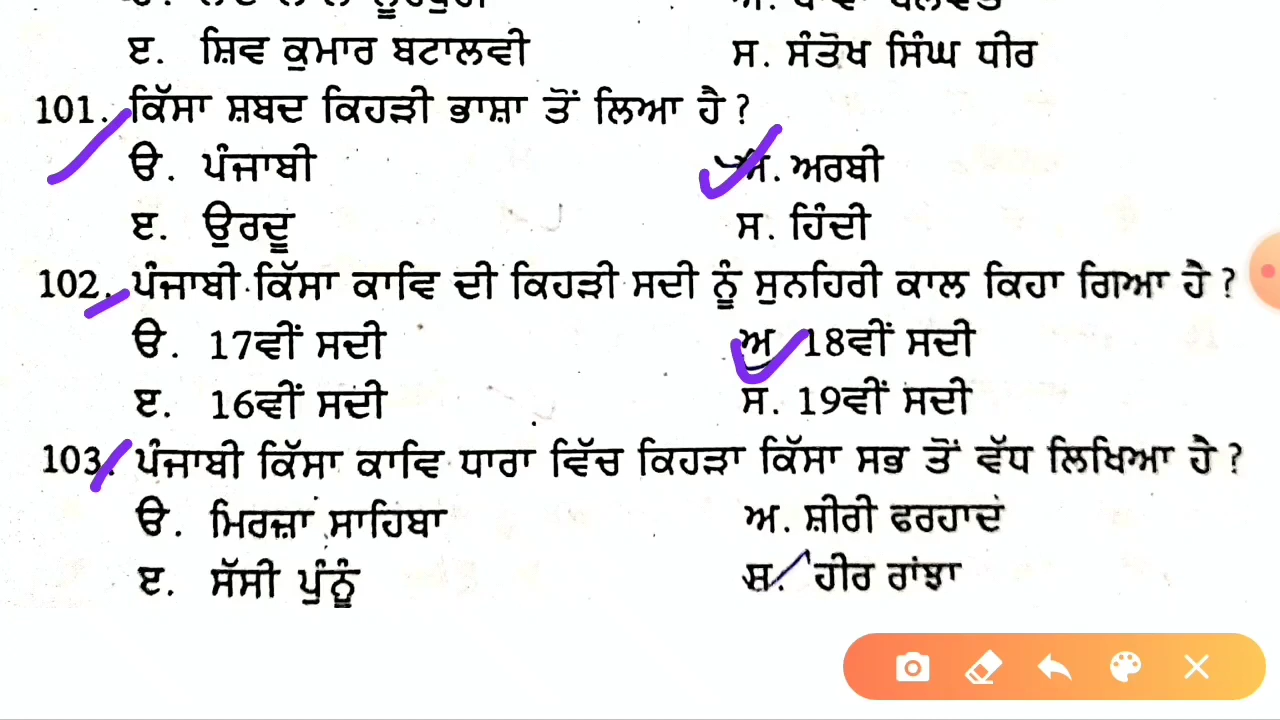 ੲ. ਸ਼ਿਵ ਕੁਮਾਰ ਬਟਾਲਵੀ ਸ. ਸੰਤੋਖ ਸਿੰਘ ਧੀਰ
101. ਕਿੱਸਾ ਸ਼ਬਦ ਕਿਹੜੀ ਭਾਸ਼ਾ ਤੋਂ ਲਿਆ ਹੈ ?
ੳ. ਪੰਜਾਬੀ ਅ. ਅਰਬੀ
ੲ. ਉਰਦੂ ਸ. ਹਿੰਦੀ
102. ਪੰਜਾਬੀ ਕਿੱਸਾ ਕਾਵਿ ਦੀ ਕਿਹੜੀ ਸਦੀ ਨੂੰ ਸੁਨਹਿਰੀ ਕਾਲ ਕਿਹਾ ਗਿਆ ਹੈ ?
ੳ. 17ਵੀਂ ਸਦੀ ਅ. 18ਵੀਂ ਸਦੀ
ੲ. 16ਵੀਂ ਸਦੀ ਸ. 19ਵੀਂ ਸਦੀ
103. ਪੰਜਾਬੀ ਕਿੱਸਾ ਕਾਵਿ ਧਾਰਾ ਵਿੱਚ ਕਿਹੜਾ ਕਿੱਸਾ ਸਭ ਤੋਂ ਵੱਧ ਲਿਖਿਆ ਹੈ ?
ੳ. ਮਿਰਜ਼ਾ ਸਾਹਿਬਾ ਅ. ਸ਼ੀਰੀ ਫਰਹਾਦ
ੲ. ਸੱਸੀ ਪੁੰਨੂੰ ਸ. ਹੀਰ ਰਾਂਝਾ